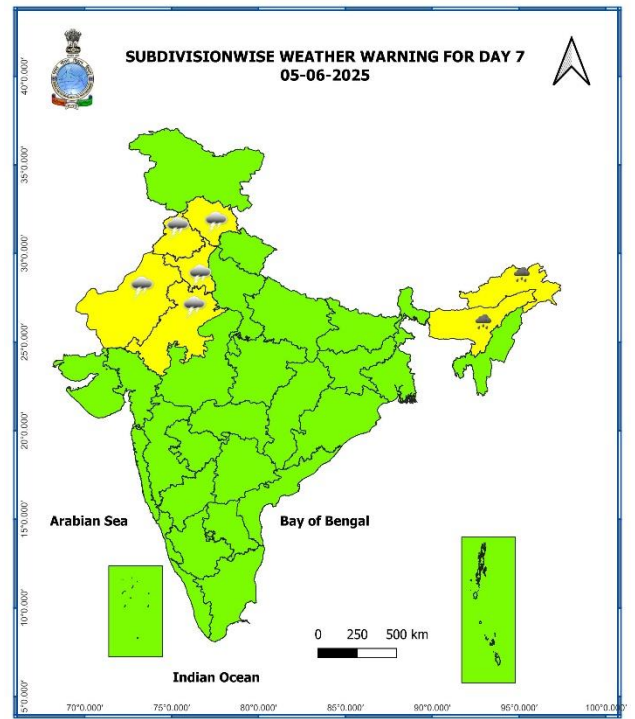 SUBDIVISIONWISE WEATHER WARNING FOR DAY 7
05-06-2025
40°0.000'
35°0.000'
30°0.000'
25°0.000'
20°0.000'
15°0.000'
10°0.000'
5°0.000'
Arabian Sea
Bay of Bengal
0 250 500 km
Indian Ocean
70°0.000' 75°0.000' 80°0.000' 85°0.000' 90°0.000' 95°0.000' 100°0.000'